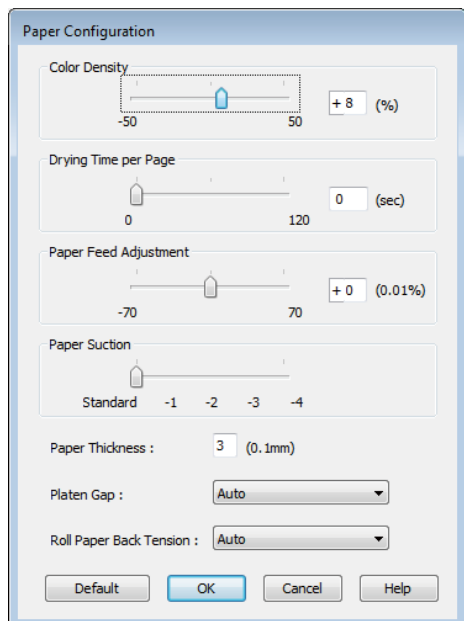 Paper Configuration
Color Density
-50 50
+ 8 (%)
Drying Time per Page
0 120
0 (sec)
Paper Feed Adjustment
-70 70
+ 0 (0.01%)
Paper Suction
Standard -1 -2 -3 -4
Paper Thickness : 3 (0.1mm)
Platen Gap : Auto
Roll Paper Back Tension : Auto
Default OK Cancel Help